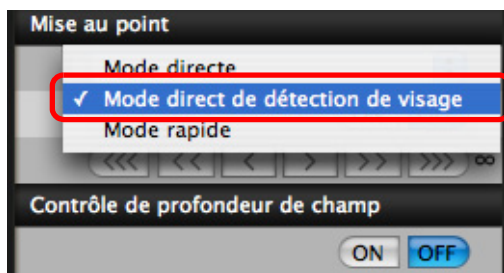 Mise au point
Mode directe
✓ Mode direct de détection de visage
Mode rapide
<<< << < > >> >>> ∞
Contrôle de profondeur de champ
ON OFF